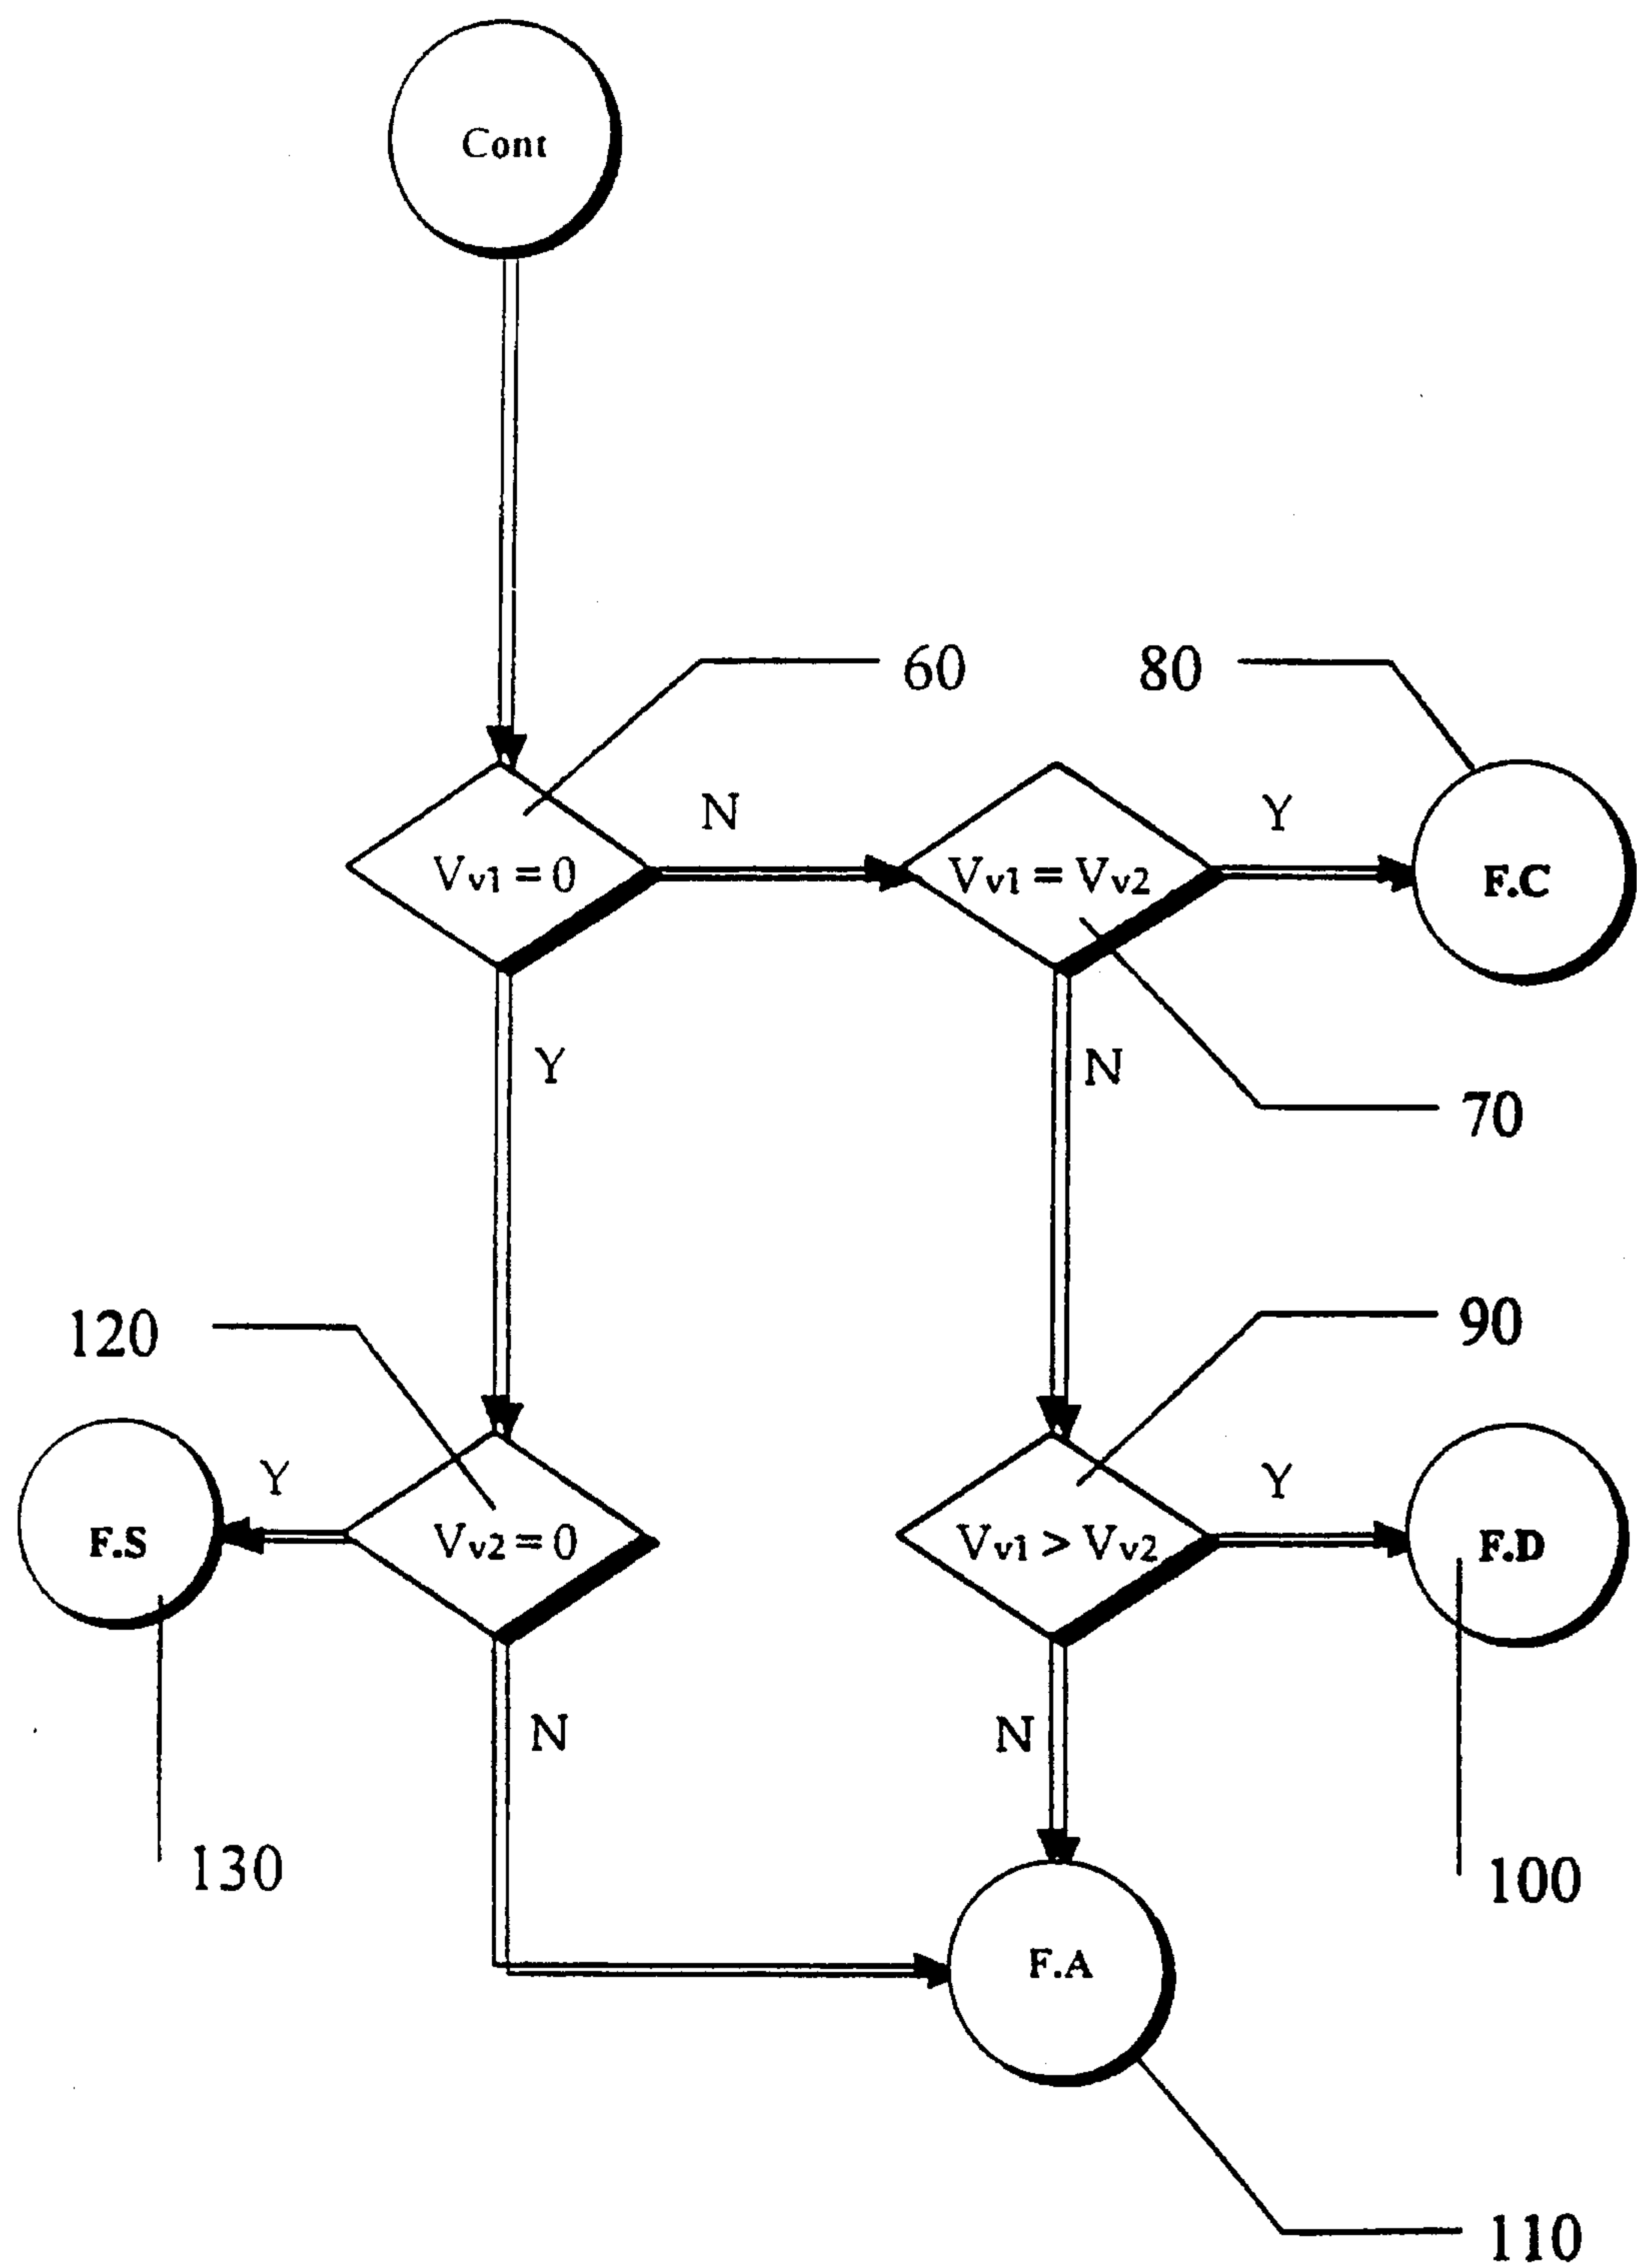 Cont
60
80
N
Y
Vv1 = 0
Vv1 = Vv2
F.C
Y
N
70
120
90
Y
Y
F.S
Vv2 = 0
Vv1 > Vv2
F.D
N
N
130
100
F.A
110